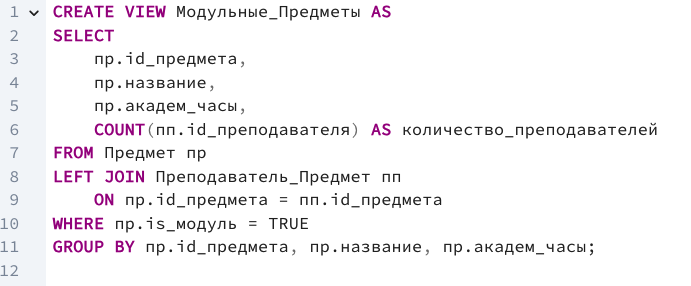 1 CREATE VIEW Модульные_Предметы AS
2 SELECT
3 пр.id_предмета,
4 пр.название,
5 пр.академ_часы,
6 COUNT(пп.id_преподавателя) AS количество_преподавателей
7 FROM Предмет пр
8 LEFT JOIN Преподаватель_Предмет пп
9 ON пр.id_предмета = пп.id_предмета
10 WHERE пр.is_модуль = TRUE
11 GROUP BY пр.id_предмета, пр.название, пр.академ_часы;
12